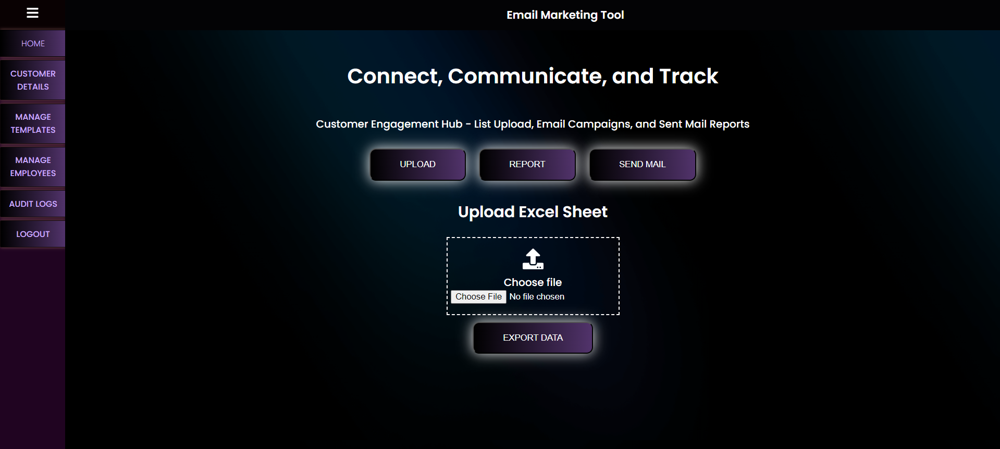 Email Marketing Tool
HOME
CUSTOMER
DETAILS
MANAGE
TEMPLATES
MANAGE
EMPLOYEES
AUDIT LOGS
LOGOUT
Connect, Communicate, and Track
Customer Engagement Hub - List Upload, Email Campaigns, and Sent Mail Reports
UPLOAD REPORT SEND MAIL
Upload Excel Sheet
Choose file
Choose File No file chosen
EXPORT DATA